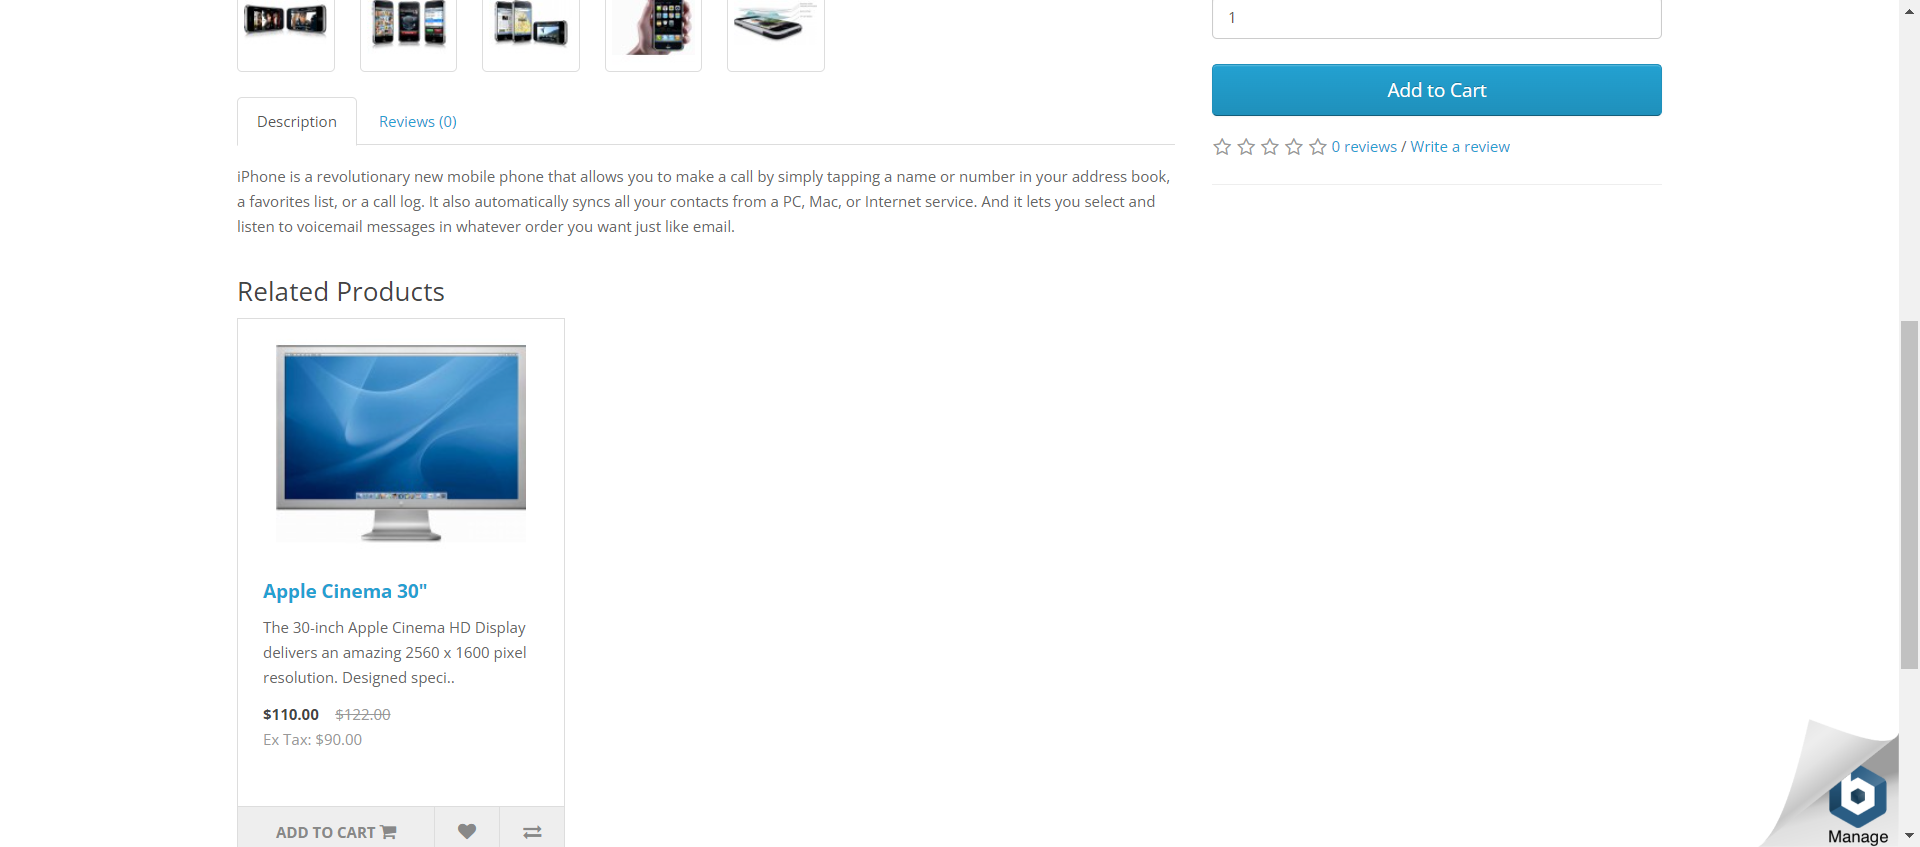 1
Add to Cart
0 reviews / Write a review
Description
Reviews (0)
iPhone is a revolutionary new mobile phone that allows you to make a call by simply tapping a name or number in your address book,
a favorites list, or a call log. It also automatically syncs all your contacts from a PC, Mac, or Internet service. And it lets you select and
listen to voicemail messages in whatever order you want just like email.
Related Products
Apple Cinema 30"
The 30-inch Apple Cinema HD Display
delivers an amazing 2560 x 1600 pixel
resolution. Designed speci..
$110.00 $122.00
Ex Tax: $90.00
ADD TO CART
b
Manage